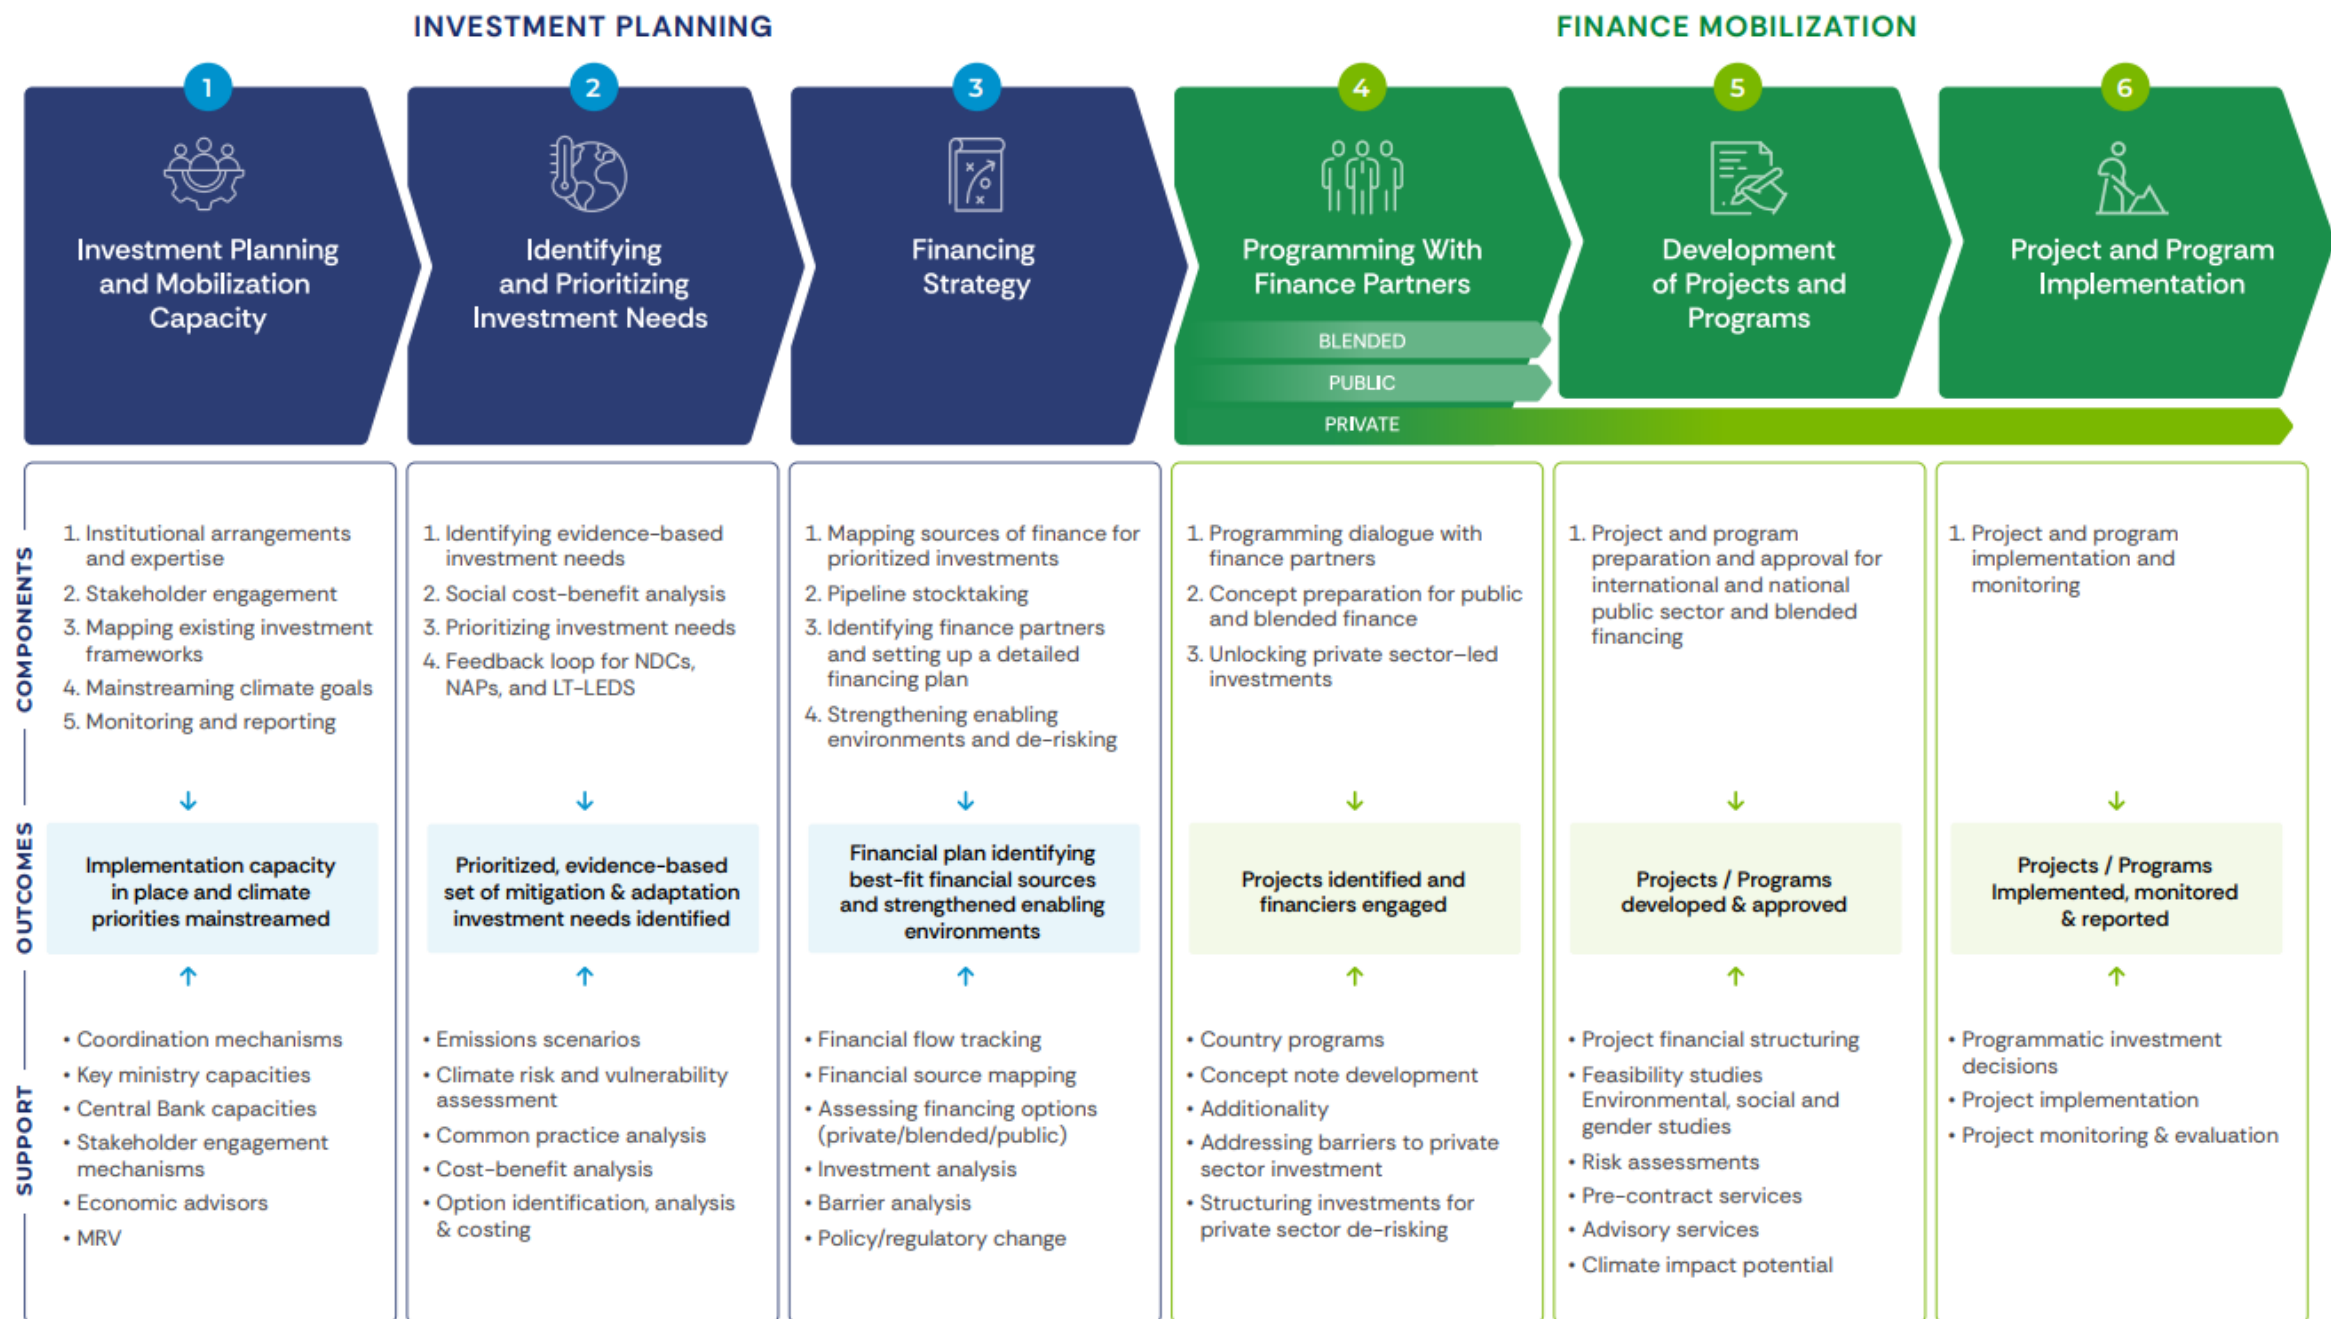 INVESTMENT PLANNING
FINANCE MOBILIZATION
1
Investment Planning
and Mobilization
Capacity
2
Identifying
and Prioritizing
Investment Needs
3
Financing
Strategy
4
Programming With
Finance Partners
BLENDED
PUBLIC
PRIVATE
5
Development
of Projects and
Programs
6
Project and Program
Implementation
COMPONENTS
1. Institutional arrangements
and expertise
2. Stakeholder engagement
3. Mapping existing investment
frameworks
4. Mainstreaming climate goals
5. Monitoring and reporting
1. Identifying evidence-based
investment needs
2. Social cost-benefit analysis
3. Prioritizing investment needs
4. Feedback loop for NDCs,
NAPs, and LT-LEDS
1. Mapping sources of finance for
prioritized investments
2. Pipeline stocktaking
3. Identifying finance partners
and setting up a detailed
financing plan
4. Strengthening enabling
environments and de-risking
1. Programming dialogue with
finance partners
2. Concept preparation for public
and blended finance
3. Unlocking private sector–led
investments
1. Project and program
preparation and approval for
international and national
public sector and blended
financing
1. Project and program
implementation and
monitoring
OUTCOMES
Implementation capacity
in place and climate
priorities mainstreamed
Prioritized, evidence-based
set of mitigation & adaptation
investment needs identified
Financial plan identifying
best-fit financial sources
and strengthened enabling
environments
Projects identified and
financiers engaged
Projects / Programs
developed & approved
Projects / Programs
Implemented, monitored
& reported
SUPPORT
• Coordination mechanisms
• Key ministry capacities
• Central Bank capacities
• Stakeholder engagement
mechanisms
• Economic advisors
• MRV
• Emissions scenarios
• Climate risk and vulnerability
assessment
• Common practice analysis
• Cost-benefit analysis
• Option identification, analysis
& costing
• Financial flow tracking
• Financial source mapping
• Assessing financing options
(private/blended/public)
• Investment analysis
• Barrier analysis
• Policy/regulatory change
• Country programs
• Concept note development
• Additionality
• Addressing barriers to private
sector investment
• Structuring investments for
private sector de-risking
• Project financial structuring
• Feasibility studies
Environmental, social and
gender studies
• Risk assessments
• Pre-contract services
• Advisory services
• Climate impact potential
• Programmatic investment
decisions
• Project implementation
• Project monitoring & evaluation